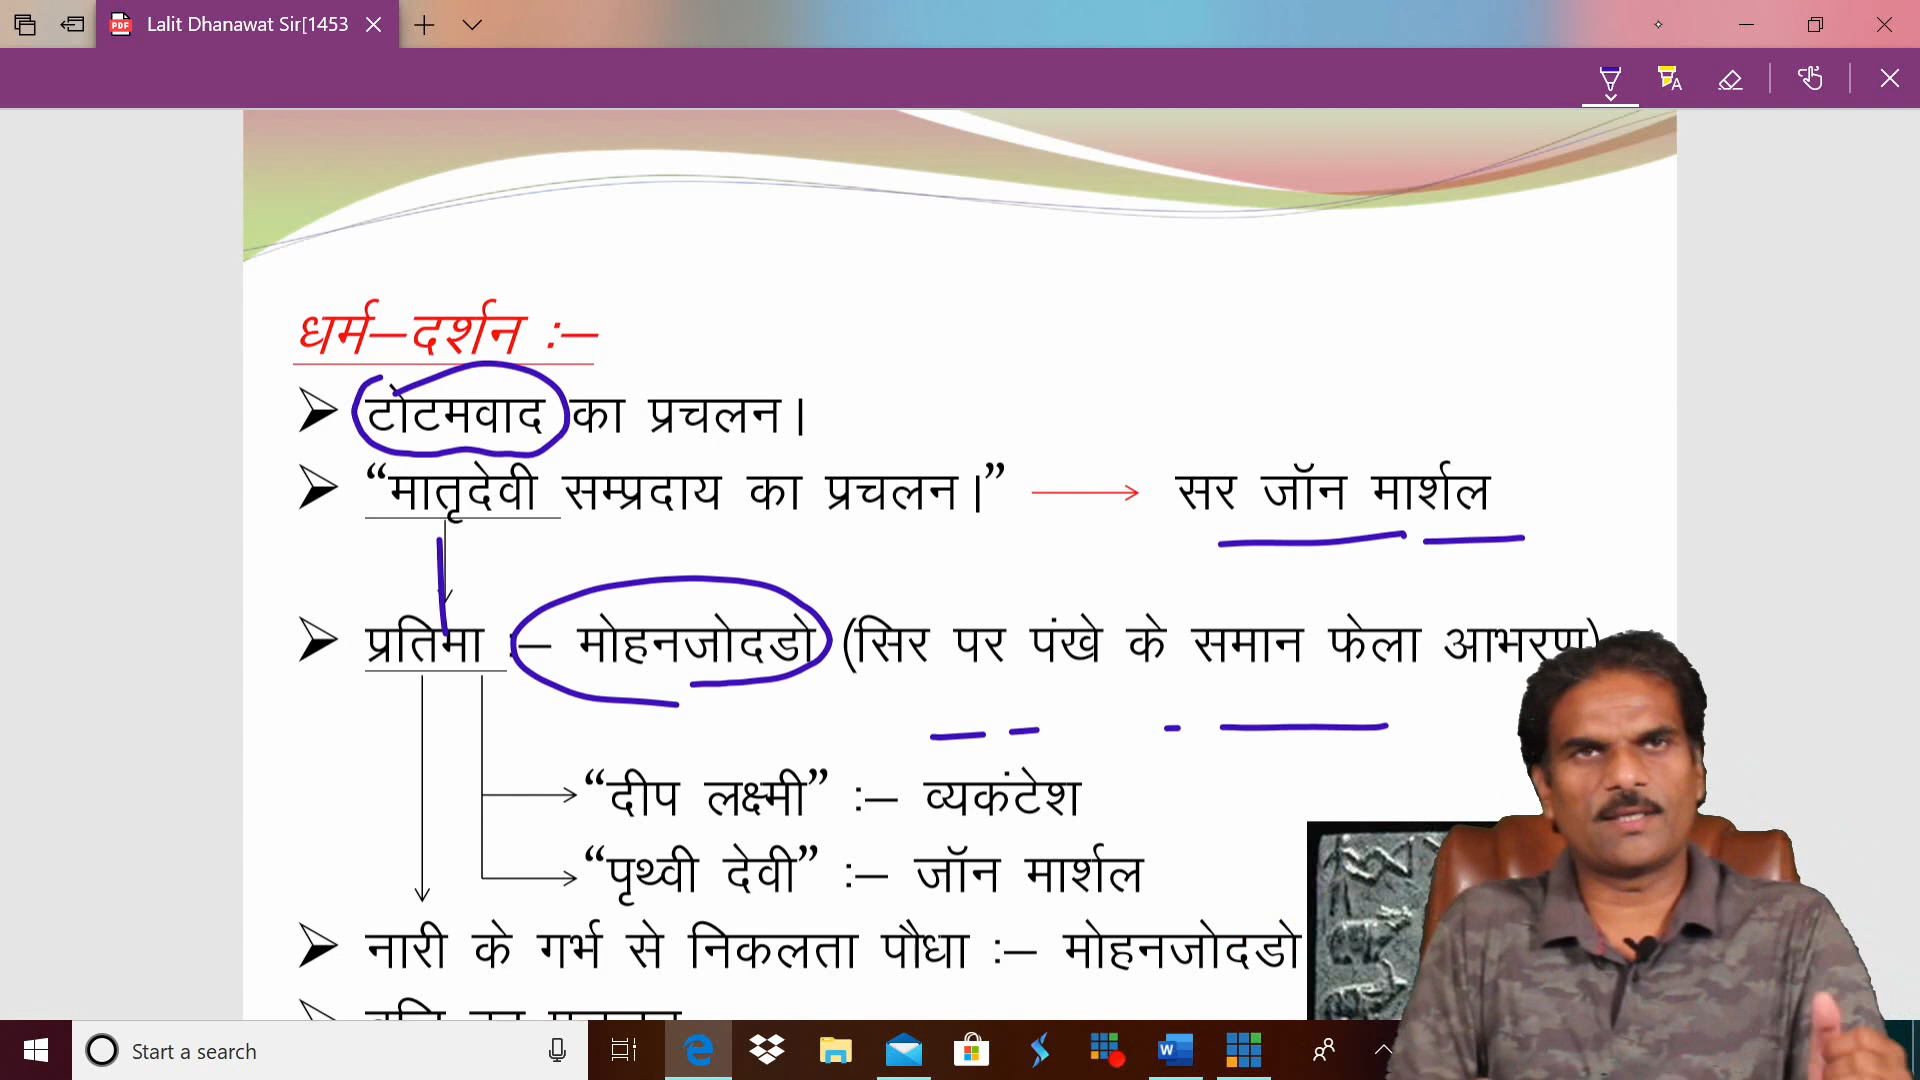 Lalit Dhanawat Sir[1453
धर्म–दर्शन :–
टोटमवाद का प्रचलन।
“मातृदेवी सम्प्रदाय का प्रचलन।” सर जॉन मार्शल
प्रतिमा :– मोहनजोदडो (सिर पर पंखे के समान फेला आभरण)
“दीप लक्ष्मी” :– व्यकंटेश
“पृथ्वी देवी” :– जॉन मार्शल
नारी के गर्भ से निकलता पौधा :– मोहनजोदडो
Start a search